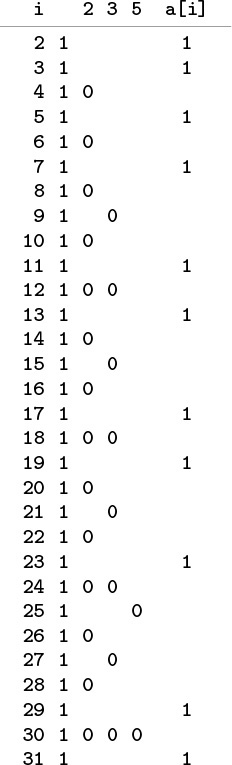 i 2 3 5 a[i]
2 1 1
3 1 1
4 1 0
5 1 1
6 1 0
7 1 1
8 1 0
9 1 0
10 1 0
11 1 1
12 1 0 0
13 1 1
14 1 0
15 1 0
16 1 0
17 1 1
18 1 0 0
19 1 1
20 1 0
21 1 0
22 1 0
23 1 1
24 1 0 0
25 1 0
26 1 0
27 1 0
28 1 0
29 1 1
30 1 0 0 0
31 1 1